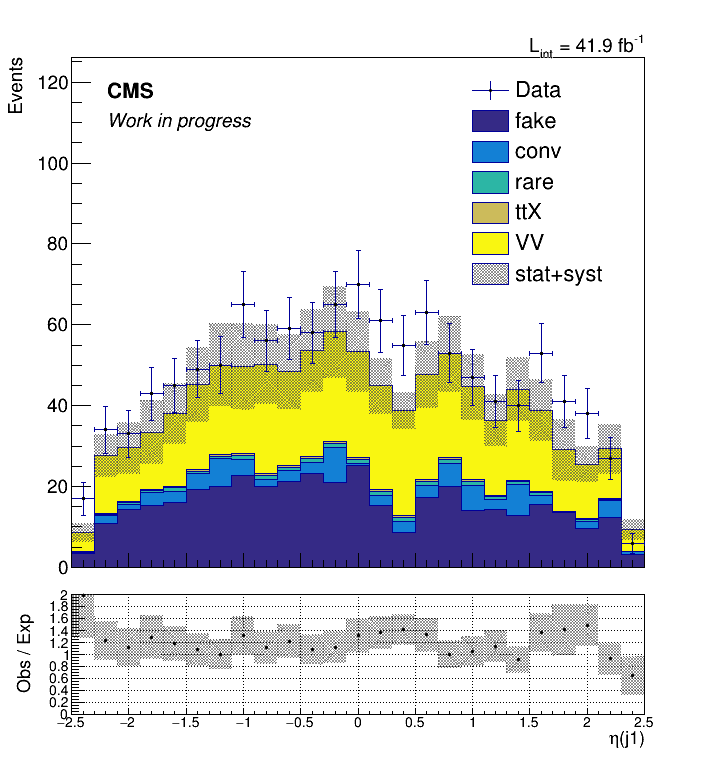 L_int = 41.9 fb^-1
Events
CMS
Work in progress
Data
fake
conv
rare
ttX
VV
stat+syst
120
100
80
60
40
20
0
Obs / Exp
2
1.8
1.6
1.4
1.2
1
0.8
0.6
0.4
0.2
0
−2.5 −2 −1.5 −1 −0.5 0 0.5 1 1.5 2 2.5
η(j1)